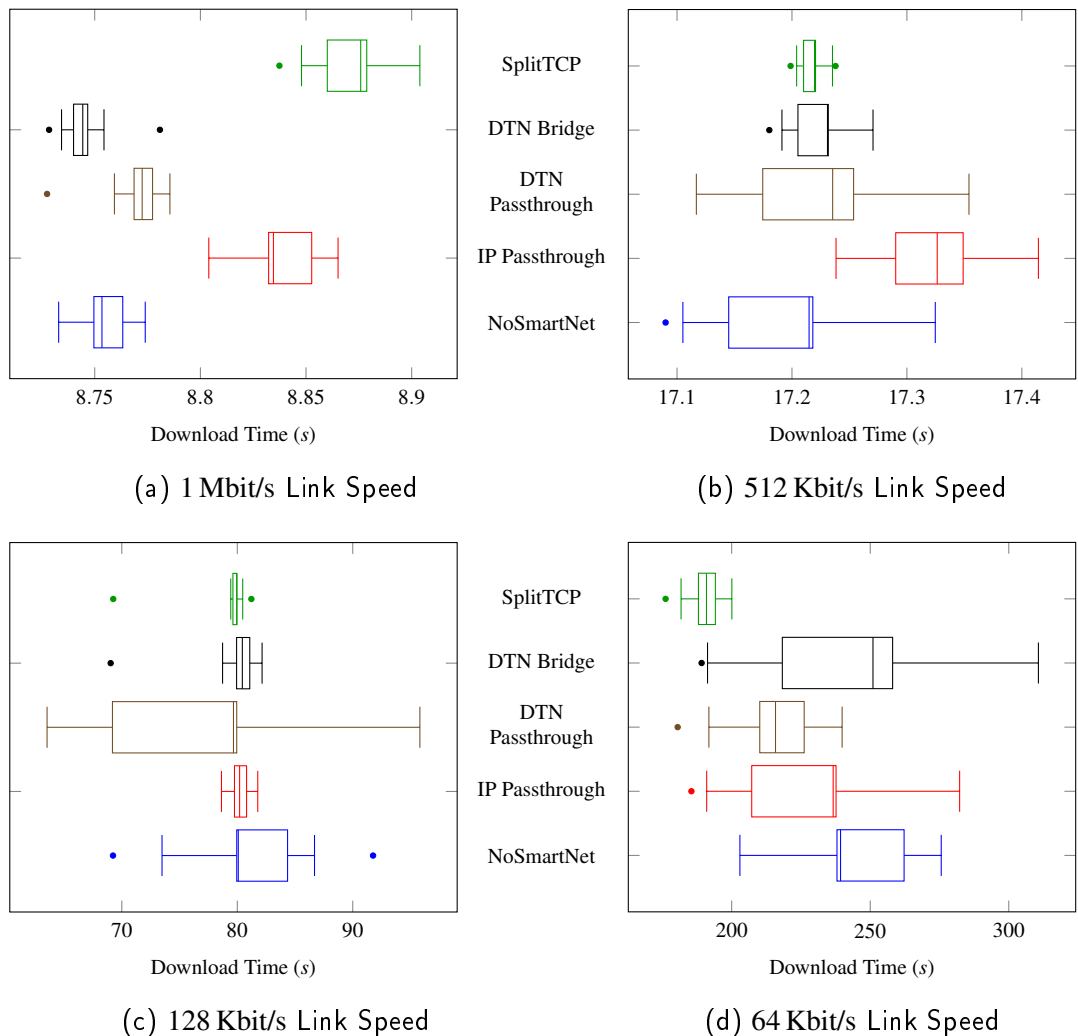 SplitTCP
DTN Bridge
DTN
Passthrough
IP Passthrough
NoSmartNet
8.75 8.8 8.85 8.9
Download Time (s)
(a) 1 Mbit/s Link Speed
17.1 17.2 17.3 17.4
Download Time (s)
(b) 512 Kbit/s Link Speed
SplitTCP
DTN Bridge
DTN
Passthrough
IP Passthrough
NoSmartNet
70 80 90
Download Time (s)
(c) 128 Kbit/s Link Speed
200 250 300
Download Time (s)
(d) 64 Kbit/s Link Speed